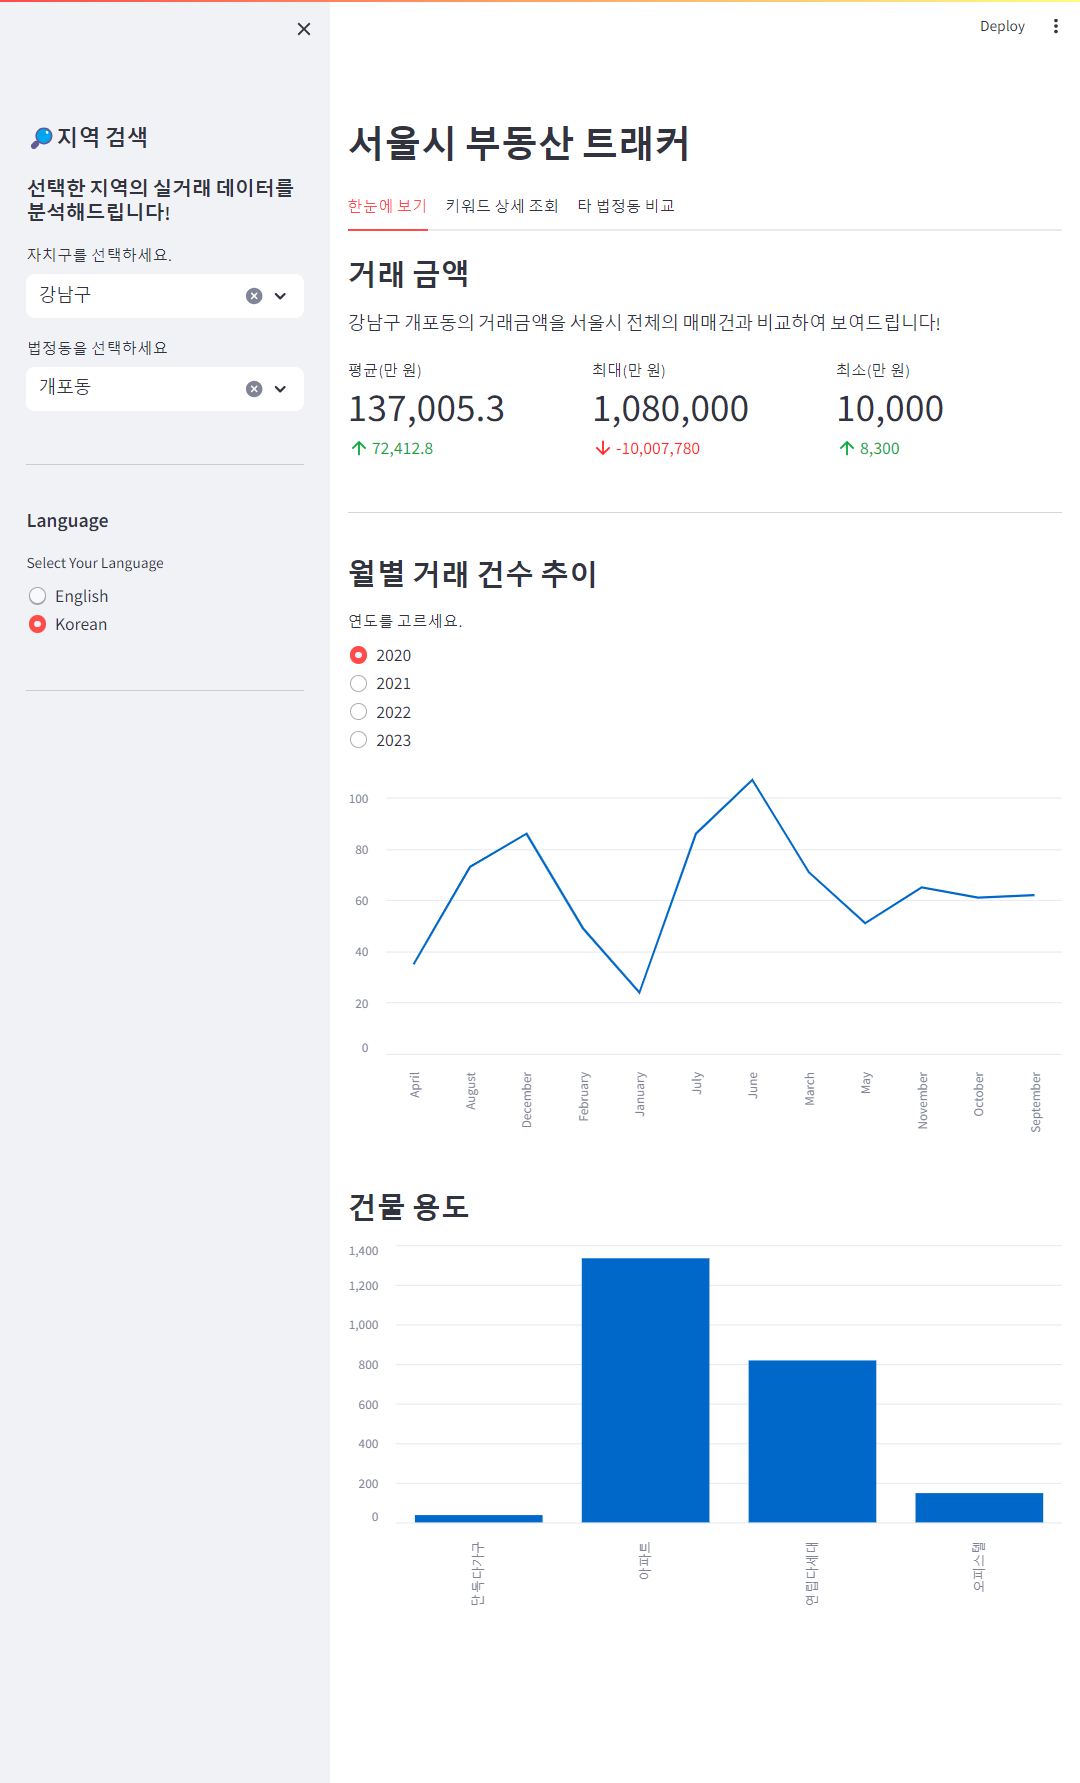 Deploy
지역 검색
선택한 지역의 실거래 데이터를
분석해드립니다!
자치구를 선택하세요.
강남구
법정동을 선택하세요
개포동
Language
Select Your Language
English
Korean
서울시 부동산 트래커
한눈에 보기 키워드 상세 조회 타 법정동 비교
거래 금액
강남구 개포동의 거래금액을 서울시 전체의 매매건과 비교하여 보여드립니다!
평균(만 원) 최대(만 원) 최소(만 원)
137,005.3 1,080,000 10,000
72,412.8 -10,007,780 8,300
월별 거래 건수 추이
연도를 고르세요.
2020
2021
2022
2023
100
80
60
40
20
0
April August December February January July June March May November October September
건물 용도
1,400
1,200
1,000
800
600
400
200
0
단독다가구 아파트 연립다세대 오피스텔